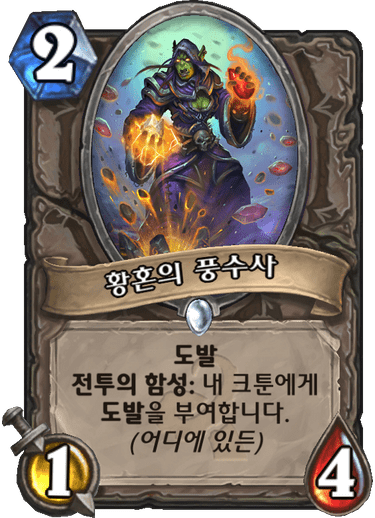 2
황혼의 풍수사
도발
전투의 함성: 내 크툰에게
도발을 부여합니다.
(어디에 있든)
1
4